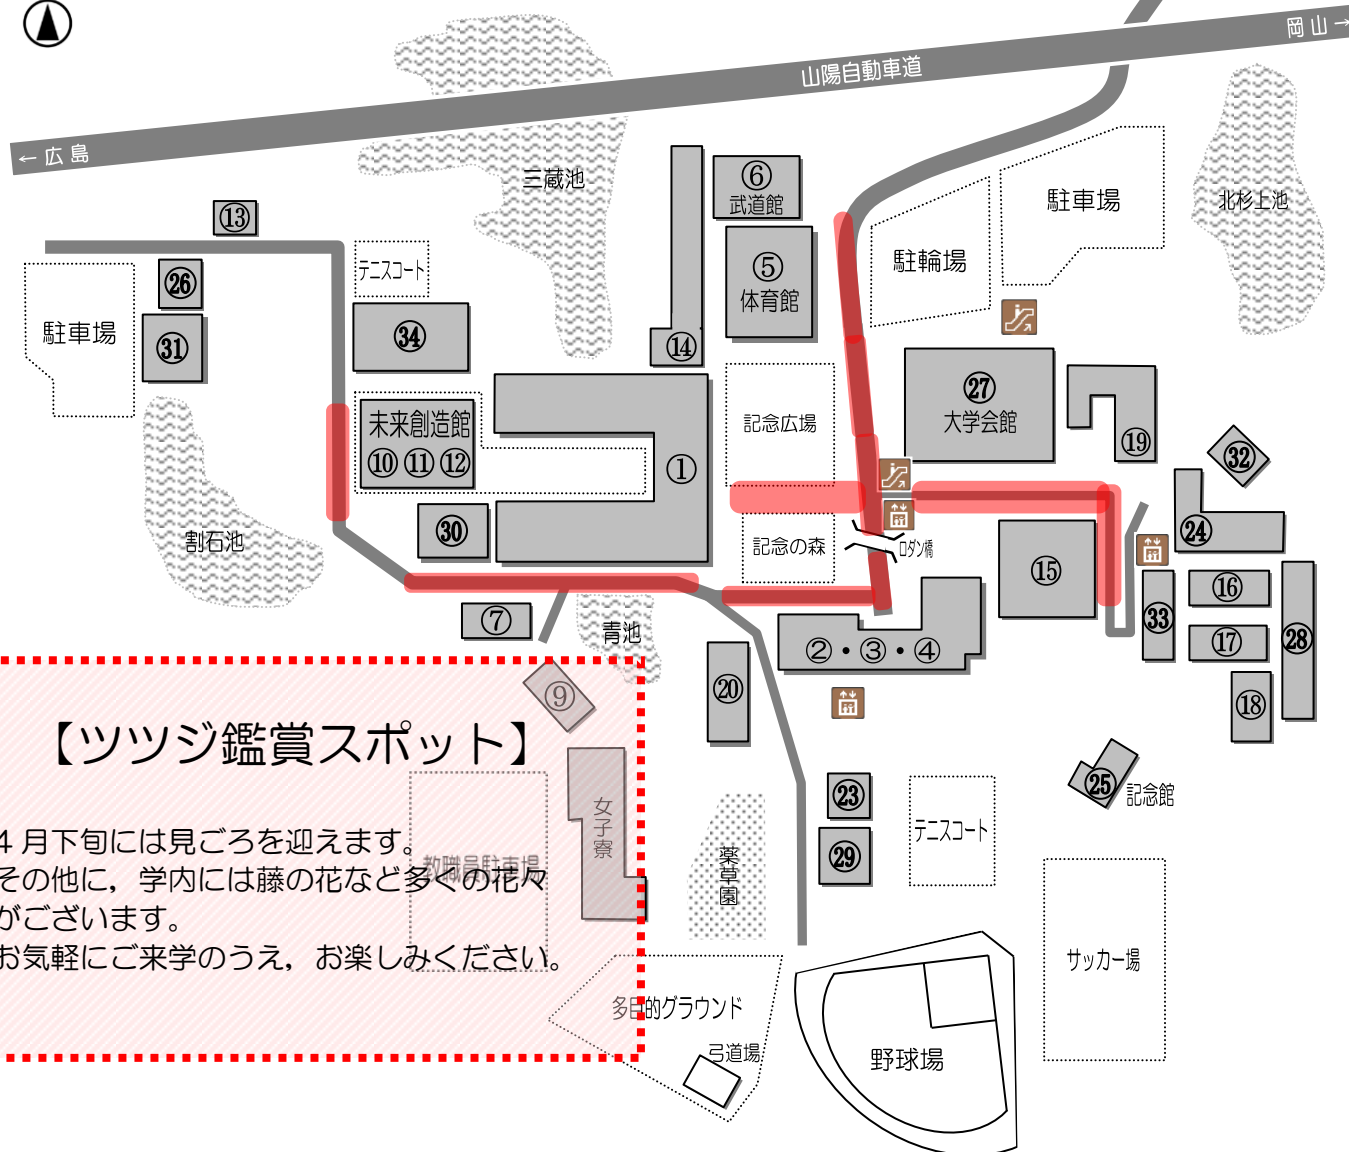 岡山→
山陽自動車道
←広島
三蔵池
⑥
武道館
駐車場
北杉上池
⑬
⑤
体育館
駐輪場
テニスコート
㉖
駐車場
㉛
㉞
⑭
記念広場
㉗
大学会館
⑲
未来創造館
⑩⑪⑫
①
㉜
割石池
㉚
記念の森
ロダン橋
⑮
㉔
⑦
青池
②・③・④
㉝
⑯
⑰
㉘
⑱
⑨
⑳
【ツツジ鑑賞スポット】
4月下旬には見ごろを迎えます。
その他に，学内には藤の花など多くの花々
がございます。
お気軽にご来学のうえ，お楽しみください。
教職員駐車場
女子寮
薬草園
㉓
㉙
テニスコート
㉕
記念館
サッカー場
多目的グラウンド
弓道場
野球場